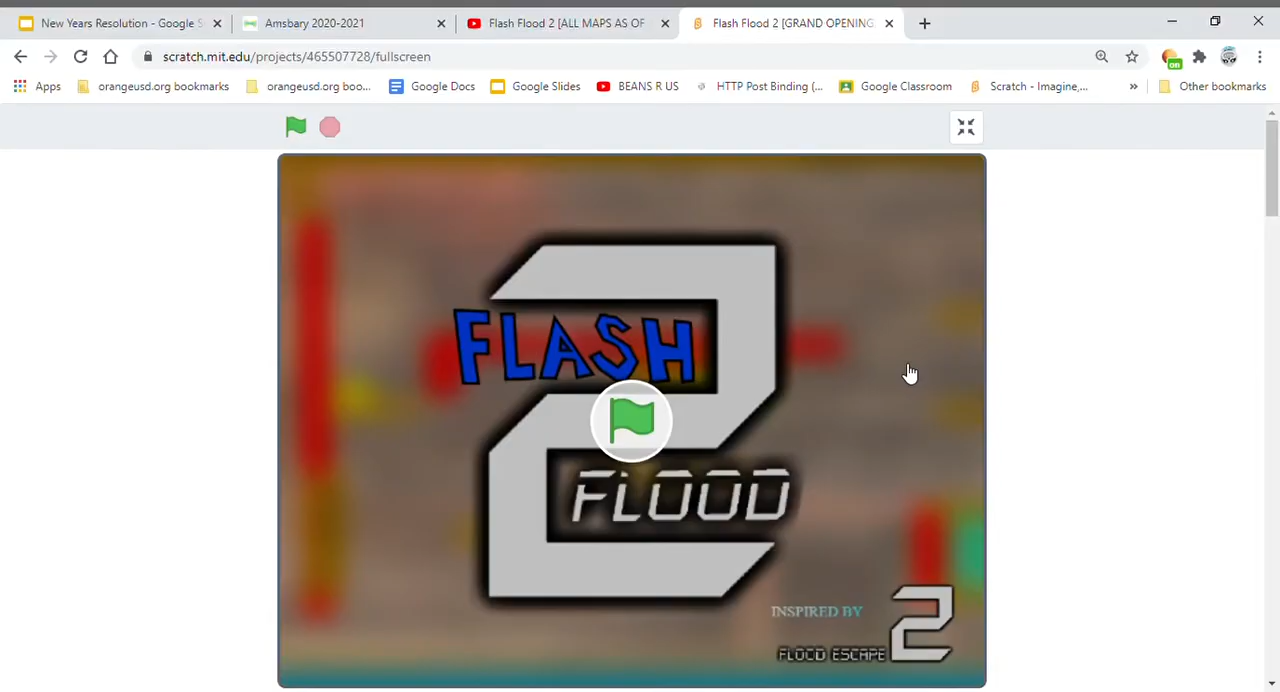 New Years Resolution - Google S
Amsbary 2020-2021
Flash Flood 2 [ALL MAPS AS OF
Flash Flood 2 [GRAND OPENING
scratch.mit.edu/projects/465507728/fullscreen
on
Apps
orangeusd.org bookmarks
orangeusd.org boo...
Google Docs
Google Slides
BEANS R US
HTTP Post Binding (...
Google Classroom
Scratch - Imagine,...
»
Other bookmarks
2
FLASH
FLOOD
INSPIRED BY
FLOOD ESCAPE 2